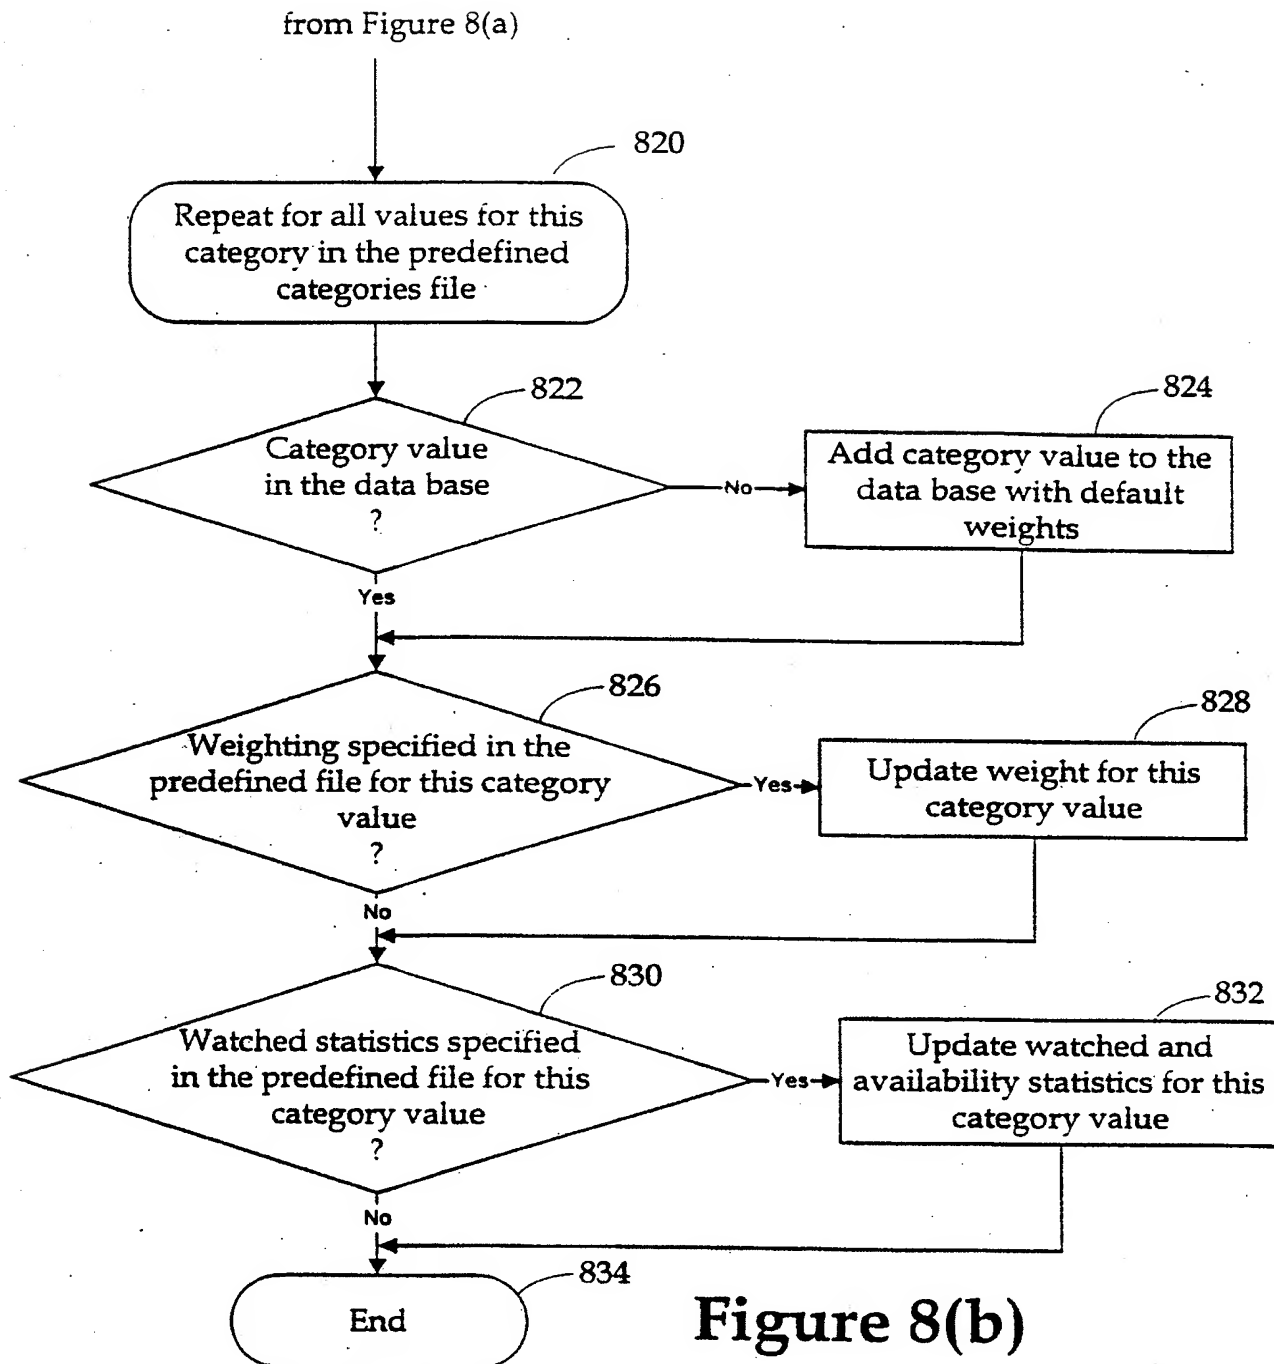 from Figure 8(a)
820
Repeat for all values for this
category in the predefined
categories file
822
Category value
in the data base
?
824
Add category value to the
data base with default
weights
No
Yes
826
Weighting specified in the
predefined file for this category
value
?
828
Update weight for this
category value
Yes
No
830
Watched statistics specified
in the predefined file for this
category value
?
832
Update watched and
availability statistics for this
category value
Yes
No
834
End
Figure 8(b)